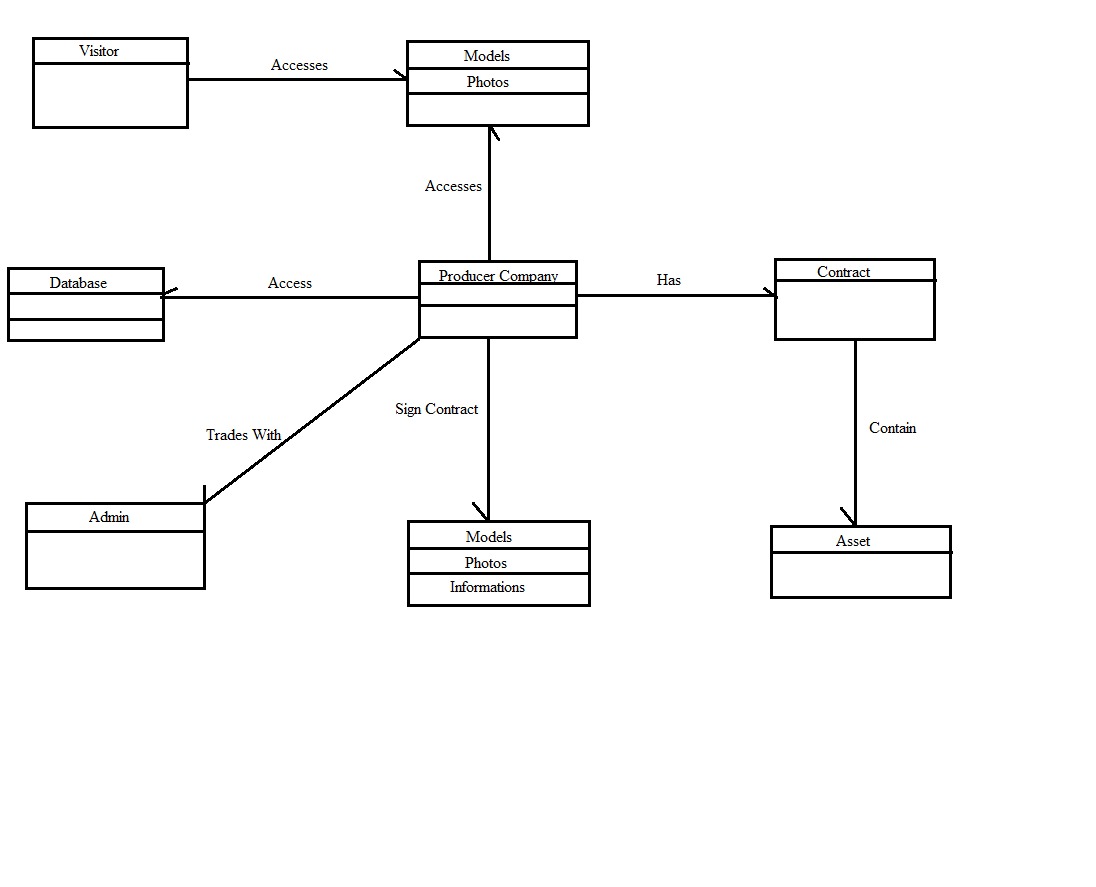 Visitor
Accesses
Models
Photos
Accesses
Database
Access
Producer Company
Has
Contract
Trades With
Sign Contract
Contain
Admin
Models
Photos
Informations
Asset